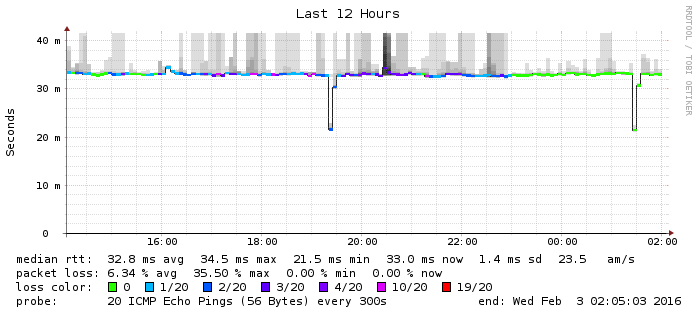 Last 12 Hours
RRDTOOL / TOBI OETIKER
Seconds
40 m
30 m
20 m
10 m
0
16:00 18:00 20:00 22:00 00:00 02:00
median rtt: 32.8 ms avg 34.5 ms max 21.5 ms min 33.0 ms now 1.4 ms sd 23.5 am/s
packet loss: 6.34 % avg 35.50 % max 0.00 % min 0.00 % now
loss color: 0 1/20 2/20 3/20 4/20 10/20 19/20
probe: 20 ICMP Echo Pings (56 Bytes) every 300s end: Wed Feb 3 02:05:03 2016